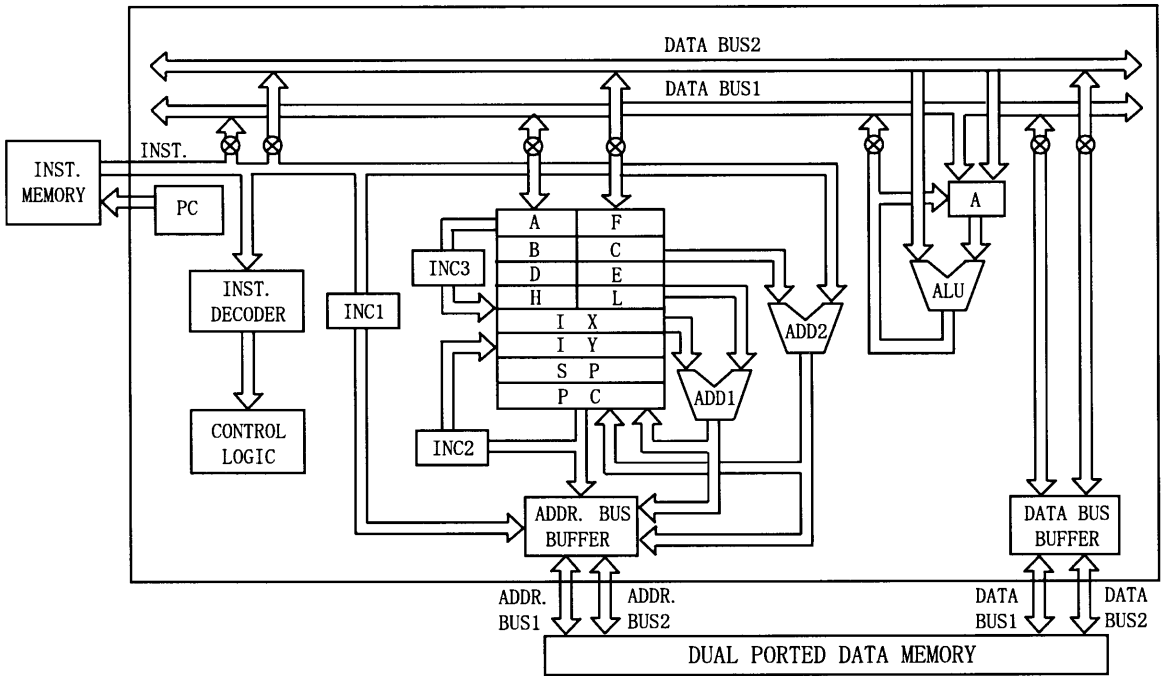 DATA BUS2
DATA BUS1
INST.
INST.
MEMORY
PC
A F
B C
D E
H L
I X
I Y
S P
P C
INC3
INC1
INC2
INST.
DECODER
CONTROL
LOGIC
ADD2
ADD1
A
ALU
ADDR. BUS
BUFFER
DATA BUS
BUFFER
ADDR.
BUS1
ADDR.
BUS2
DATA
BUS1
DATA
BUS2
DUAL PORTED DATA MEMORY